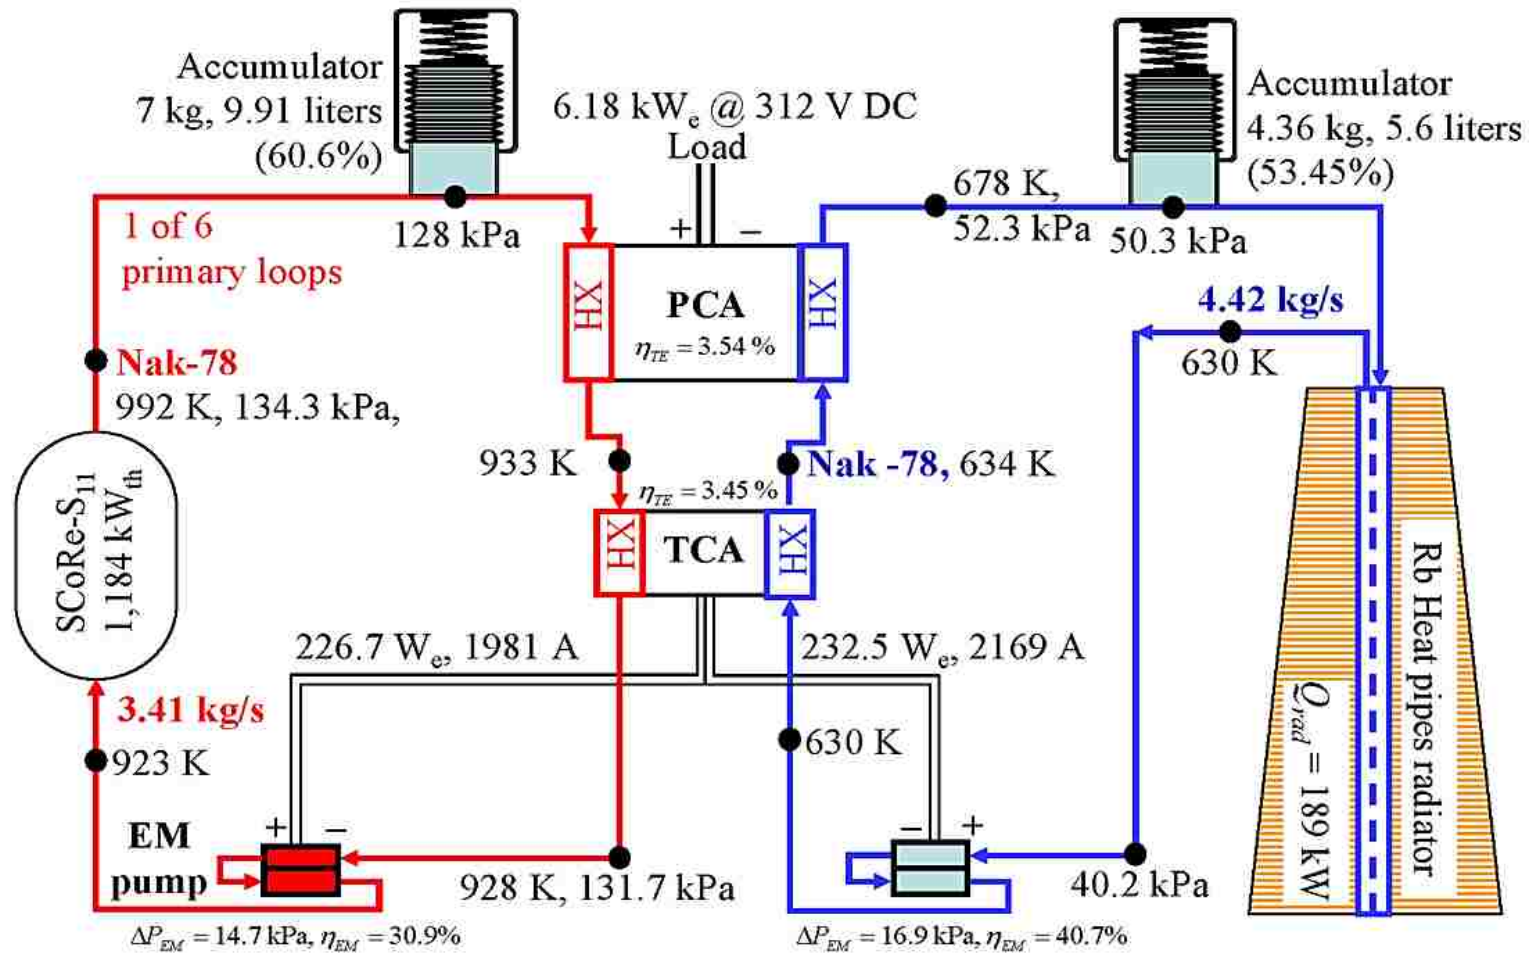 Accumulator
7 kg, 9.91 liters
(60.6%)
6.18 kWe @ 312 V DC
Load
+ −
Accumulator
4.36 kg, 5.6 liters
(53.45%)
1 of 6
primary loops
128 kPa
678 K,
52.3 kPa
50.3 kPa
HX
PCA
ηTE = 3.54 %
HX
4.42 kg/s
630 K
Nak-78
992 K, 134.3 kPa,
933 K
Nak -78, 634 K
ηTE = 3.45 %
HX
TCA
HX
SCoRe-S11
1,184 kWth
Rb Heat pipes radiator
Qrad = 189 kW
226.7 We, 1981 A
232.5 We, 2169 A
3.41 kg/s
923 K
630 K
EM
pump
+ −
− +
928 K, 131.7 kPa
40.2 kPa
ΔPEM = 14.7 kPa, ηEM = 30.9%
ΔPEM = 16.9 kPa, ηEM = 40.7%